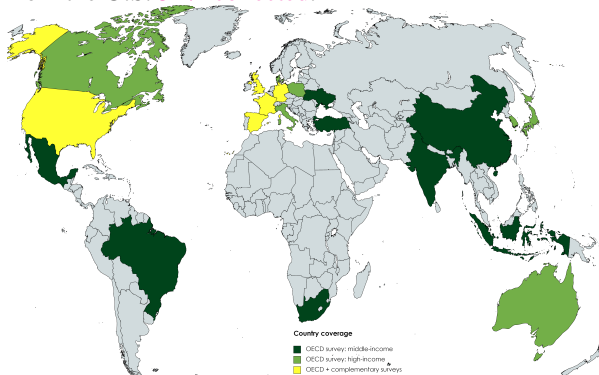 Country coverage
OECD survey: middle-income
OECD survey: high-income
OECD + complementary surveys